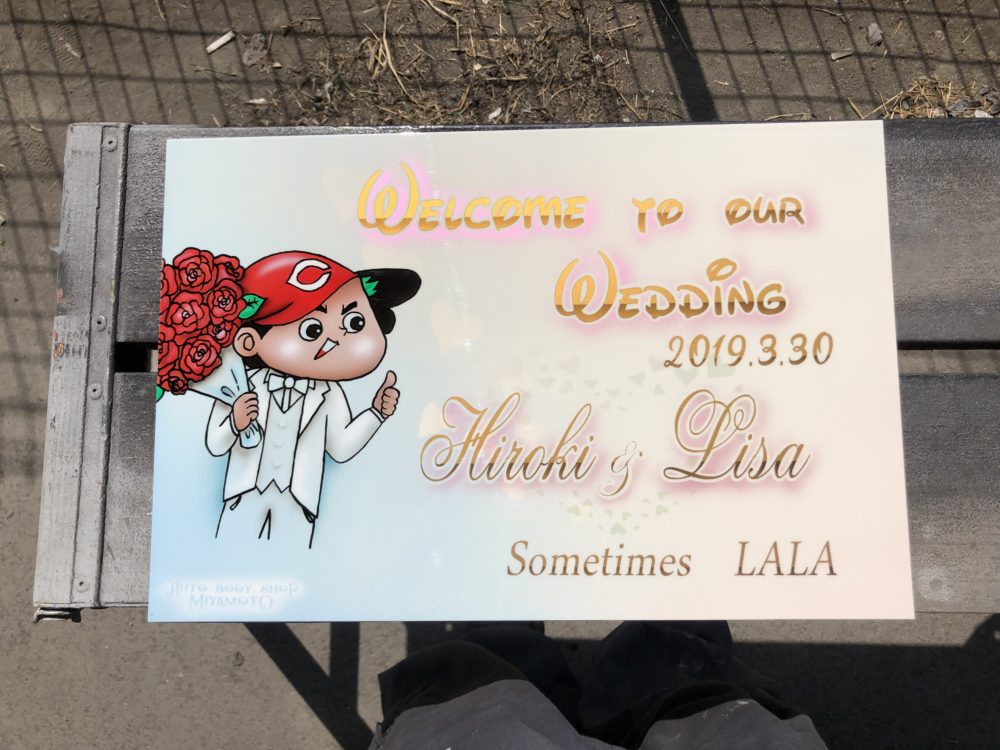 C
WELCOME TO OUR
WEDDING
2019.3.30
Hiroki & Lisa
Sometimes LALA
AUTO BODY SHOP
MIYAMOTO